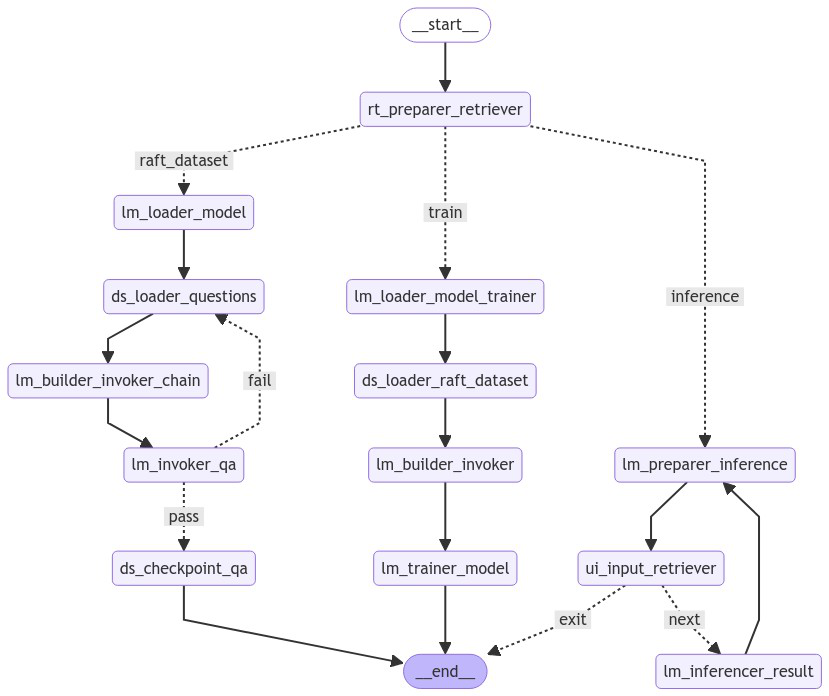 __start__
rt_preparer_retriever
raft_dataset
lm_loader_model
train
ds_loader_questions
lm_loader_model_trainer
inference
lm_builder_invoker_chain
fail
ds_loader_raft_dataset
lm_invoker_qa
lm_builder_invoker
lm_preparer_inference
pass
ds_checkpoint_qa
lm_trainer_model
ui_input_retriever
exit
next
__end__
lm_inferencer_result